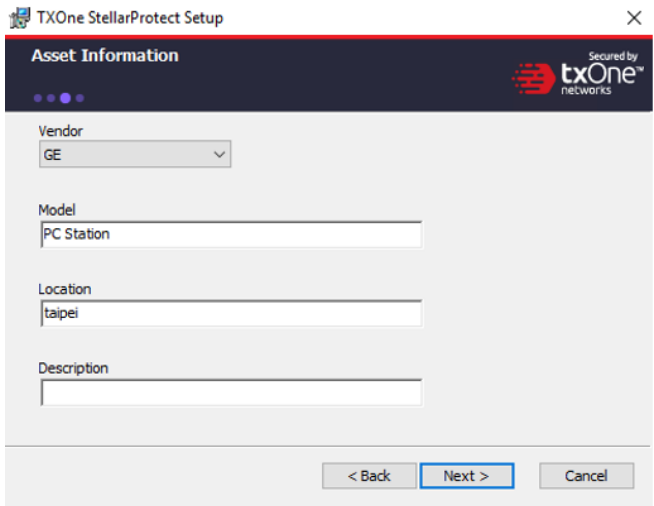 TXOne StellarProtect Setup
Asset Information
Secured by
txOne™
networks
Vendor
GE
Model
PC Station
Location
taipei
Description
< Back
Next >
Cancel